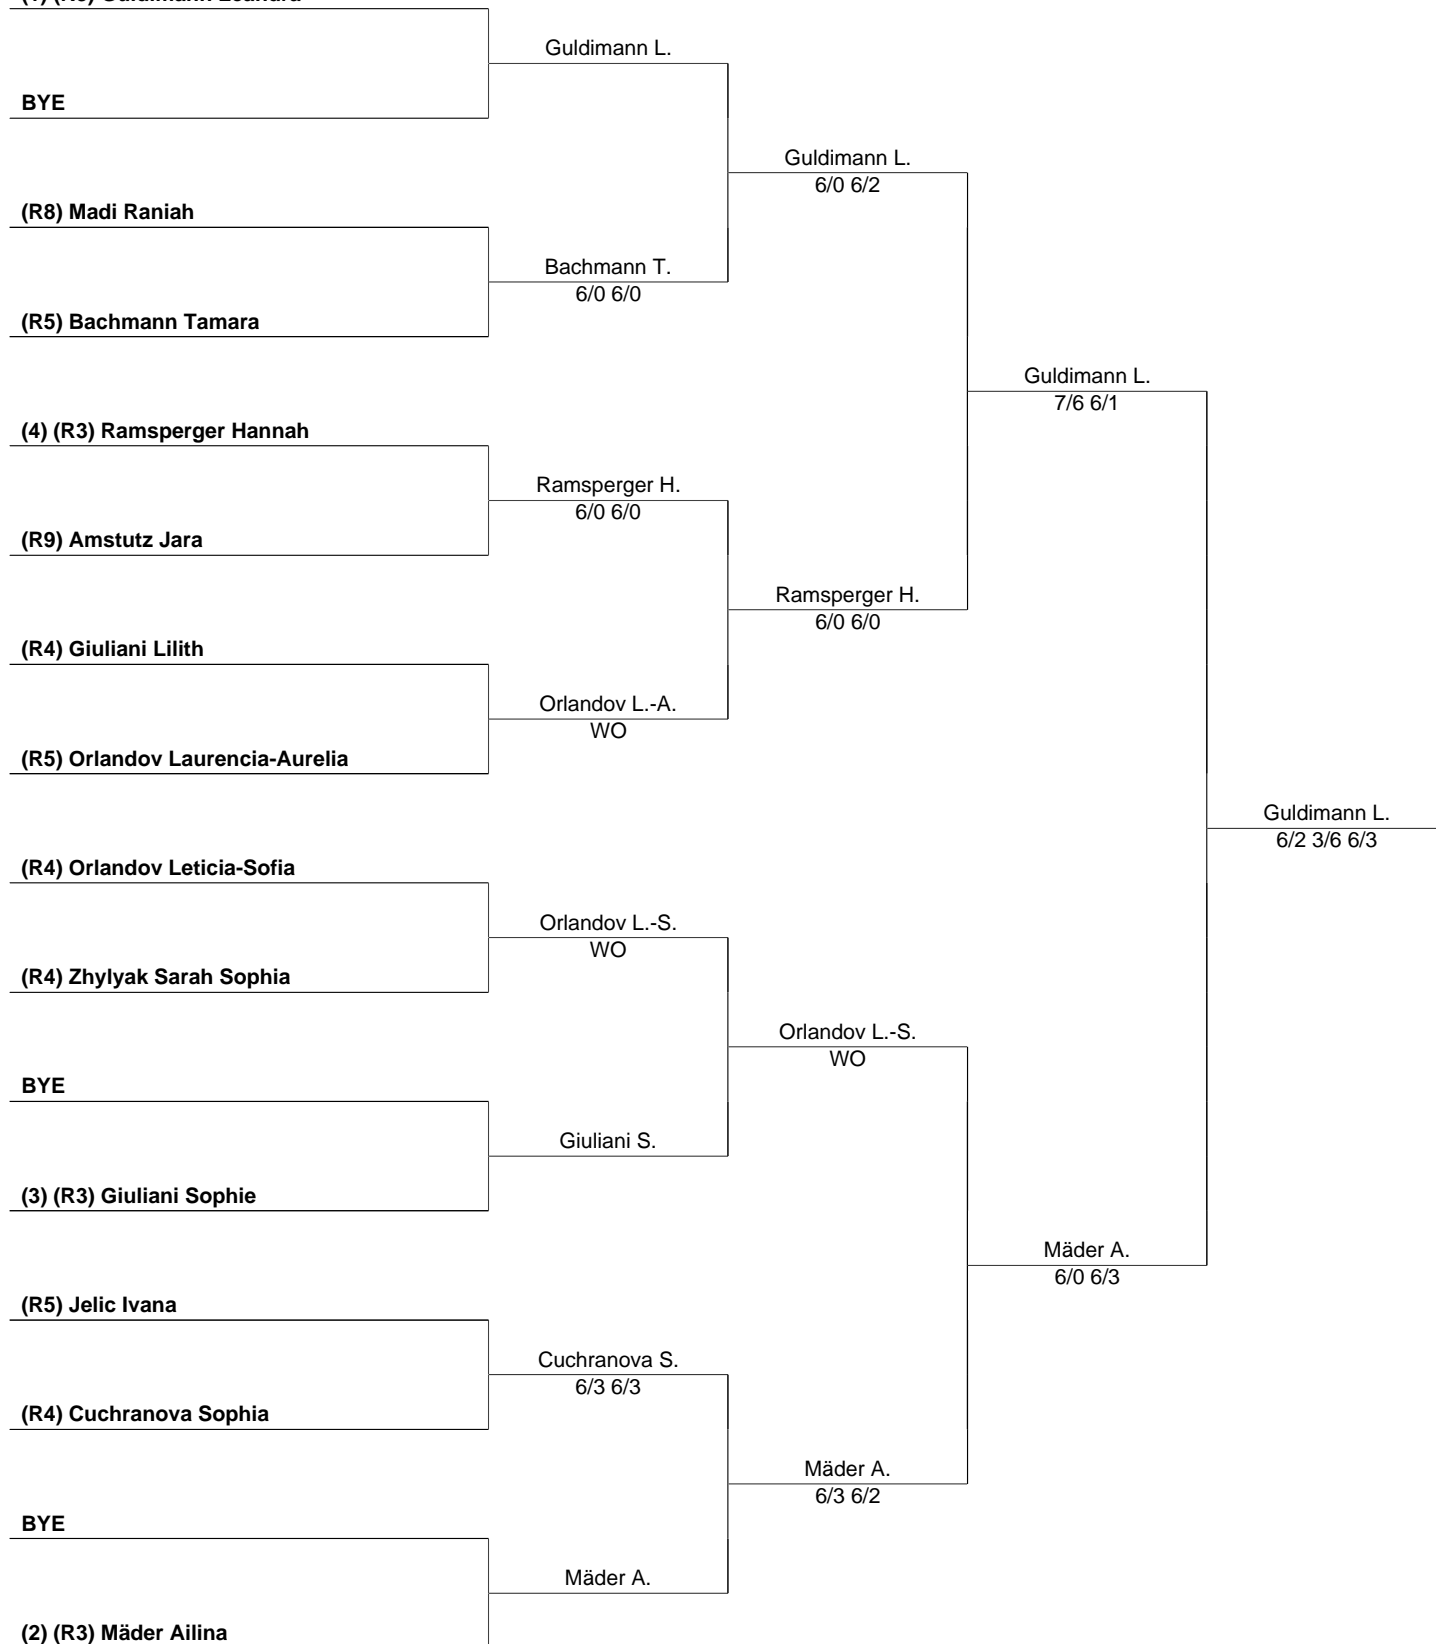 Guldimann Leandra
Guldimann L.
BYE
Guldimann L.
6/0 6/2
(R8) Madi Raniah
Bachmann T.
6/0 6/0
(R5) Bachmann Tamara
Guldimann L.
7/6 6/1
(4) (R3) Ramsperger Hannah
Ramsperger H.
6/0 6/0
(R9) Amstutz Jara
Ramsperger H.
6/0 6/0
(R4) Giuliani Lilith
Orlandov L.-A.
WO
(R5) Orlandov Laurencia-Aurelia
Guldimann L.
6/2 3/6 6/3
(R4) Orlandov Leticia-Sofia
Orlandov L.-S.
WO
(R4) Zhylyak Sarah Sophia
Orlandov L.-S.
WO
BYE
Giuliani S.
(3) (R3) Giuliani Sophie
Mäder A.
6/0 6/3
(R5) Jelic Ivana
Cuchranova S.
6/3 6/3
(R4) Cuchranova Sophia
Mäder A.
6/3 6/2
BYE
Mäder A.
(2) (R3) Mäder Ailina